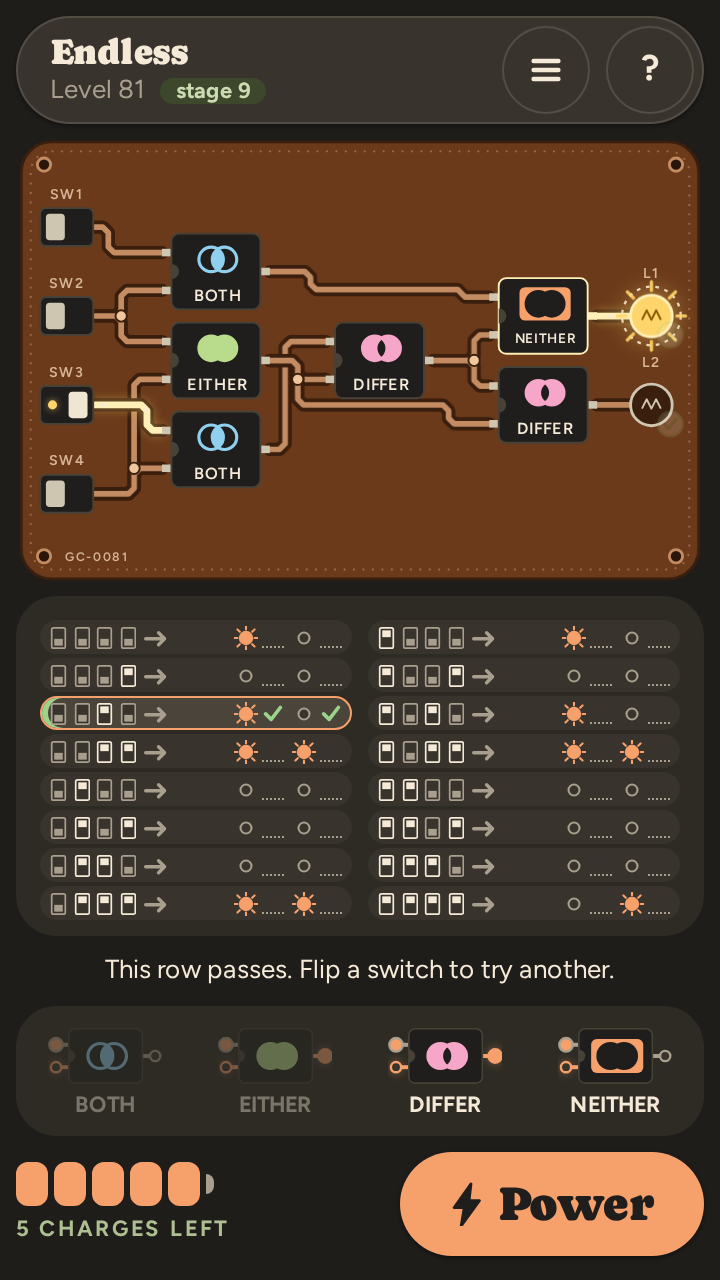 Endless
Level 81 stage 9
?
SW1
SW2
SW3
SW4
BOTH
EITHER
BOTH
DIFFER
NEITHER
DIFFER
L1
L2
GC-0081
This row passes. Flip a switch to try another.
BOTH EITHER DIFFER NEITHER
5 CHARGES LEFT
Power